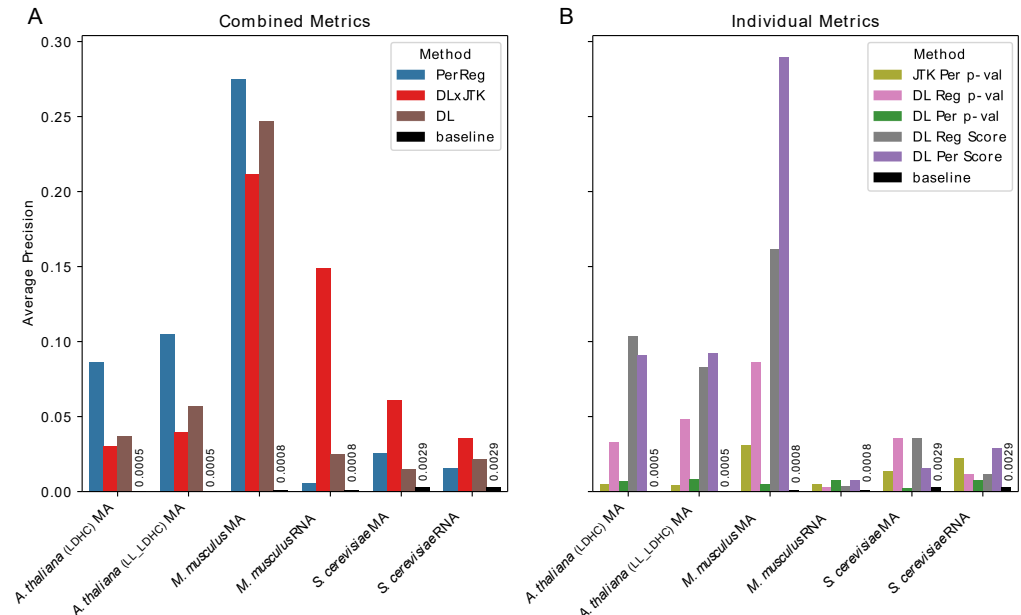 A
Combined Metrics
Average Precision
0.30
0.25
0.20
0.15
0.10
0.05
0.00
Method
PerReg
DLxJTK
DL
baseline
0.0005
0.0005
0.0008
0.0008
0.0029
0.0029
A. thaliana (LDHC) MA
A. thaliana (LL_LDHC) MA
M. musculus MA
M. musculus RNA
S. cerevisiae MA
S. cerevisiae RNA
B
Individual Metrics
Method
JTK Per p-val
DL Reg p-val
DL Per p-val
DL Reg Score
DL Per Score
baseline
0.0005
0.0005
0.0008
0.0008
0.0029
0.0029
A. thaliana (LDHC) MA
A. thaliana (LL_LDHC) MA
M. musculus MA
M. musculus RNA
S. cerevisiae MA
S. cerevisiae RNA